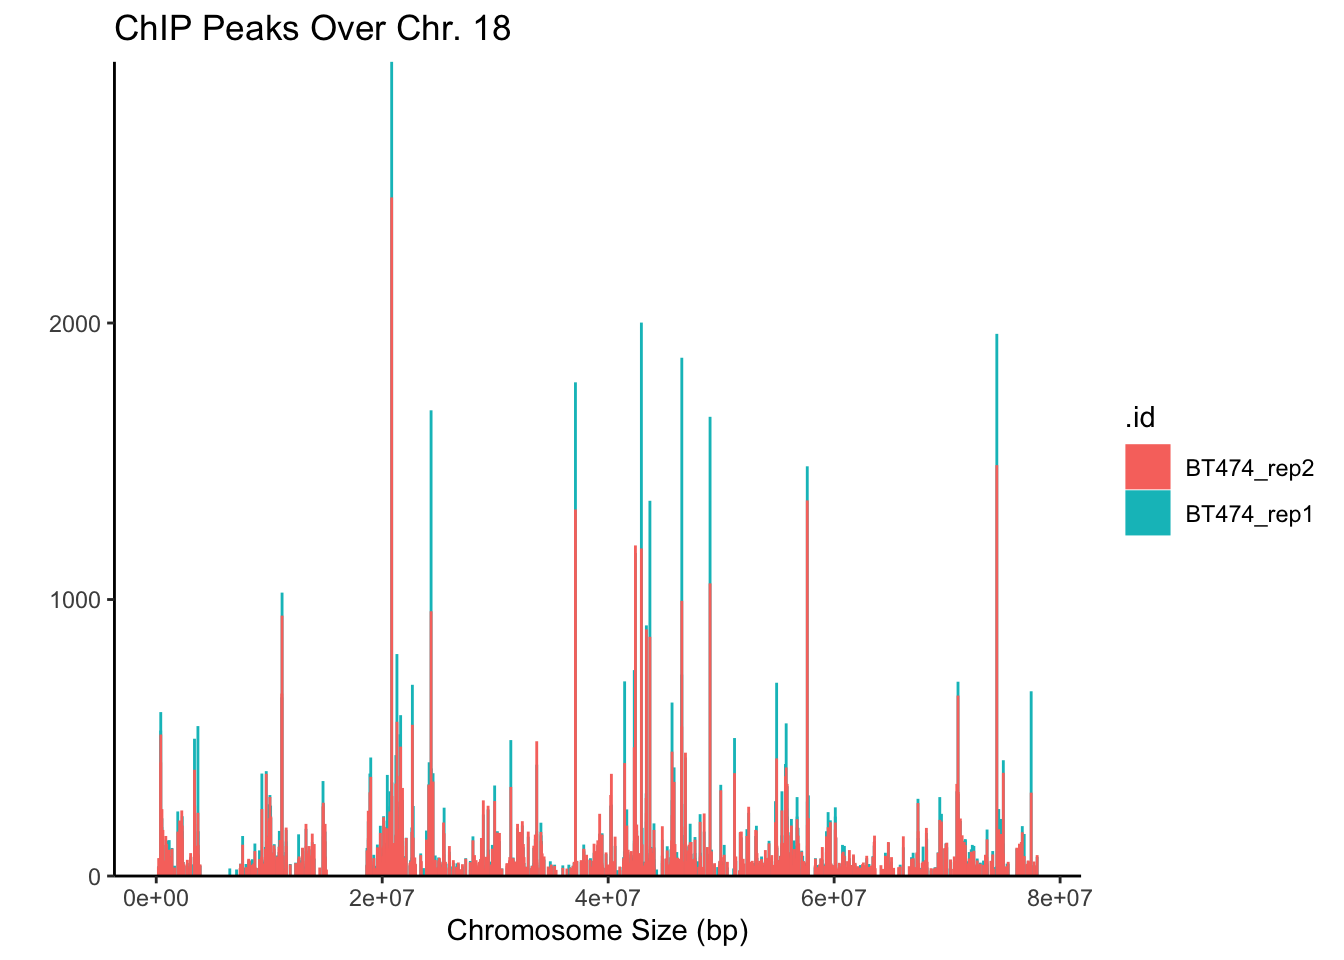 ChIP Peaks Over Chr. 18
2000
1000
0
0e+00 2e+07 4e+07 6e+07 8e+07
Chromosome Size (bp)
.id
BT474_rep2
BT474_rep1